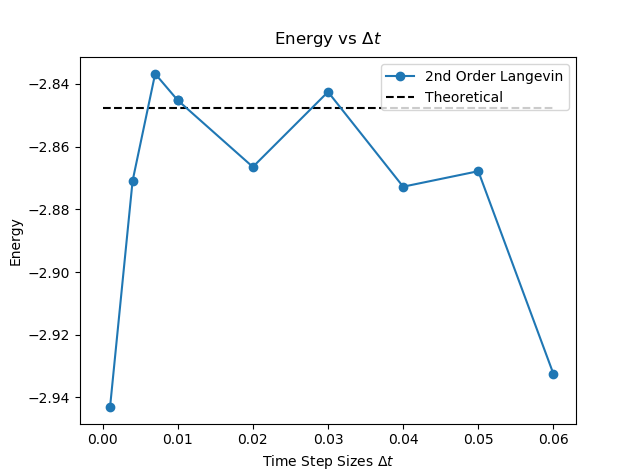 Energy vs Δt
2nd Order Langevin
Theoretical
−2.84
−2.86
−2.88
−2.90
−2.92
−2.94
Energy
0.00 0.01 0.02 0.03 0.04 0.05 0.06
Time Step Sizes Δt